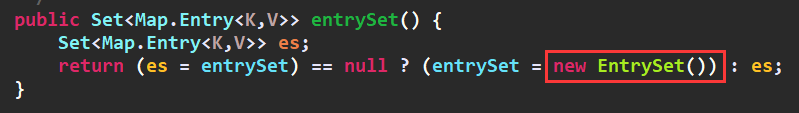 public Set<Map.Entry<K,V>> entrySet() {
Set<Map.Entry<K,V>> es;
return (es = entrySet) == null ? (entrySet = new EntrySet()) : es;
}